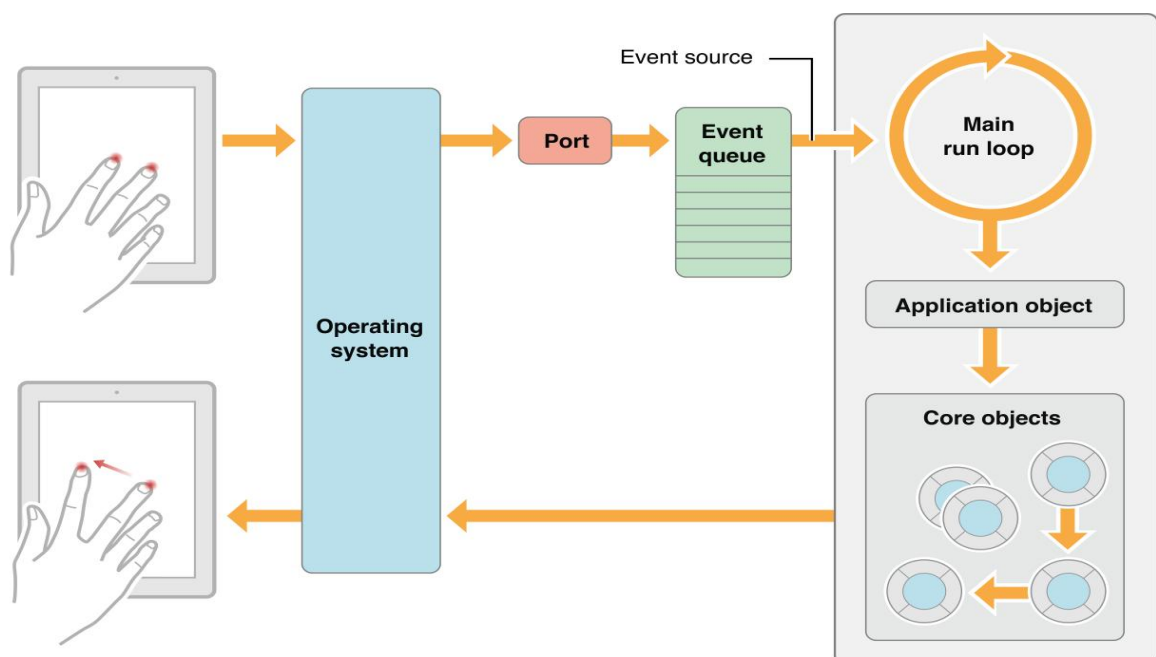 Event source
Port
Event
queue
Main
run loop
Operating
system
Application object
Core objects